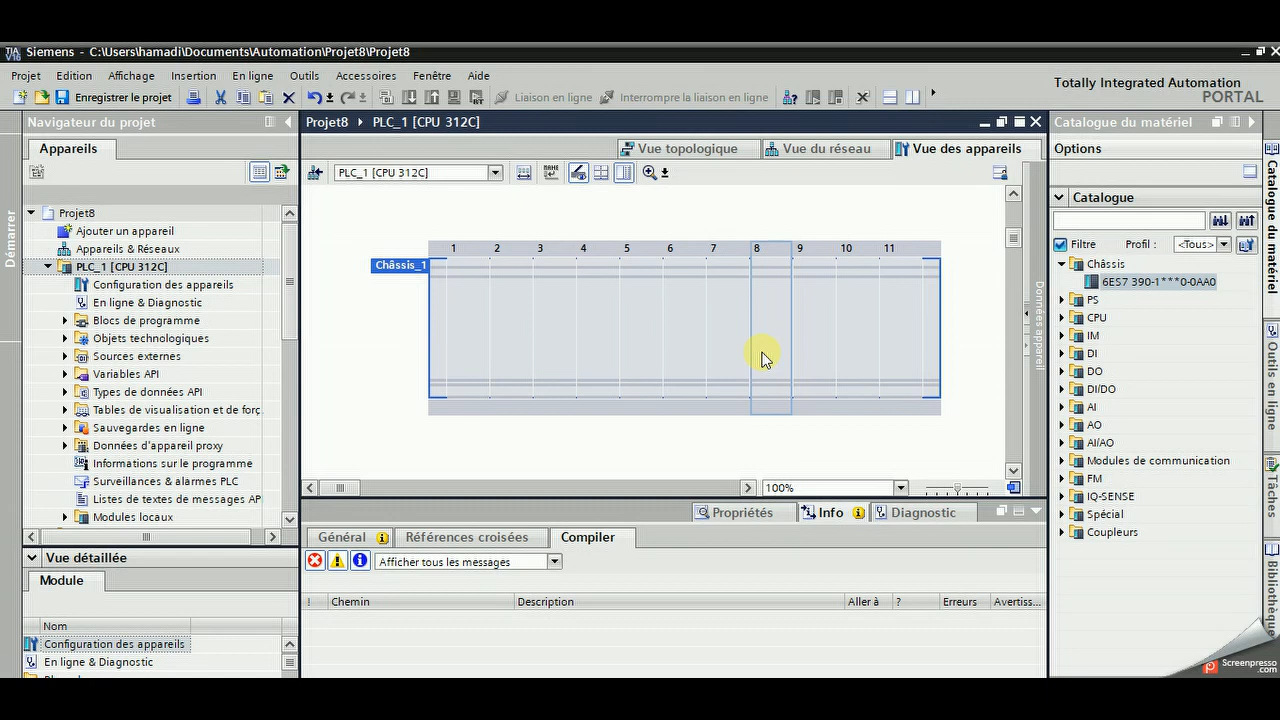 Siemens - C:\Users\hamadi\Documents\Automation\Projet8\Projet8
TIA
V16
Projet Edition Affichage Insertion En ligne Outils Accessoires Fenêtre Aide
Enregistrer le projet
Liaison en ligne
Interrompre la liaison en ligne
Totally Integrated Automation
PORTAL
Démarrer
Navigateur du projet
Appareils
Projet8
Ajouter un appareil
Appareils & Réseaux
PLC_1 [CPU 312C]
Configuration des appareils
En ligne & Diagnostic
Blocs de programme
Objets technologiques
Sources externes
Variables API
Types de données API
Tables de visualisation et de forç
Sauvegardes en ligne
Données d'appareil proxy
Informations sur le programme
Surveillances & alarmes PLC
Listes de textes de messages AP
Modules locaux
Vue détaillée
Module
Nom
Configuration des appareils
En ligne & Diagnostic
Projet8 PLC_1 [CPU 312C]
Vue topologique
Vue du réseau
Vue des appareils
PLC_1 [CPU 312C]
1 2 3 4 5 6 7 8 9 10 11
Châssis_1
Données appareil
100%
Propriétés
Info
Diagnostic
Général
Références croisées
Compiler
Afficher tous les messages
! Chemin Description Aller à ? Erreurs Avertiss...
Catalogue du matériel
Options
Catalogue
Filtre Profil : <Tous>
Châssis
6ES7 390-1***0-0AA0
PS
CPU
IM
DI
DO
DI/DO
AI
AO
AI/AO
Modules de communication
FM
IQ-SENSE
Spécial
Coupleurs
Catalogue du matériel
Outils en ligne
Tâches
Bibliothèque
Screenpresso
.com